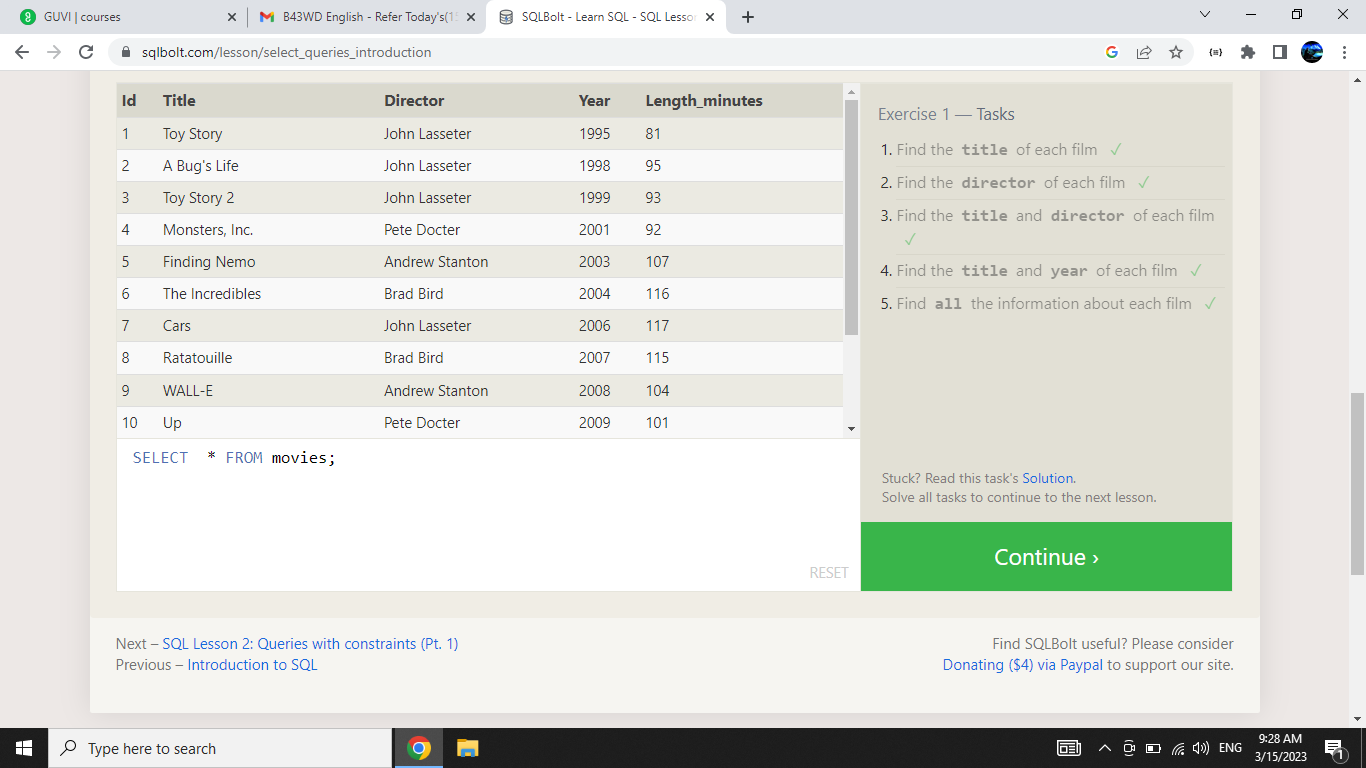 GUVI | courses
B43WD English - Refer Today's(1
SQLBolt - Learn SQL - SQL Lesso
sqlbolt.com/lesson/select_queries_introduction
Id Title Director Year Length_minutes
1 Toy Story John Lasseter 1995 81
2 A Bug's Life John Lasseter 1998 95
3 Toy Story 2 John Lasseter 1999 93
4 Monsters, Inc. Pete Docter 2001 92
5 Finding Nemo Andrew Stanton 2003 107
6 The Incredibles Brad Bird 2004 116
7 Cars John Lasseter 2006 117
8 Ratatouille Brad Bird 2007 115
9 WALL-E Andrew Stanton 2008 104
10 Up Pete Docter 2009 101
SELECT * FROM movies;
RESET
Exercise 1 — Tasks
1. Find the title of each film ✓
2. Find the director of each film ✓
3. Find the title and director of each film
✓
4. Find the title and year of each film ✓
5. Find all the information about each film ✓
Stuck? Read this task's Solution.
Solve all tasks to continue to the next lesson.
Continue ›
Next – SQL Lesson 2: Queries with constraints (Pt. 1)
Previous – Introduction to SQL
Find SQLBolt useful? Please consider
Donating ($4) via Paypal to support our site.
Type here to search
ENG
9:28 AM
3/15/2023
1